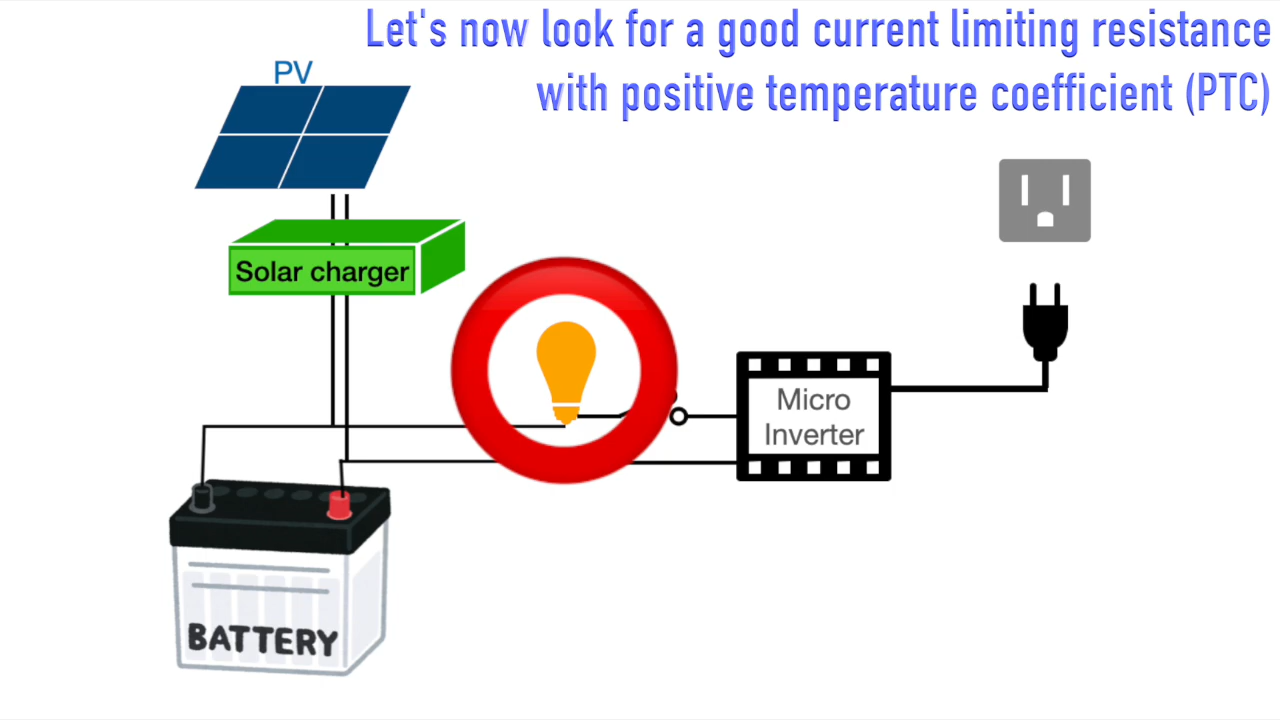 Let's now look for a good current limiting resistance
with positive temperature coefficient (PTC)
PV
Solar charger
Micro
Inverter
BATTERY